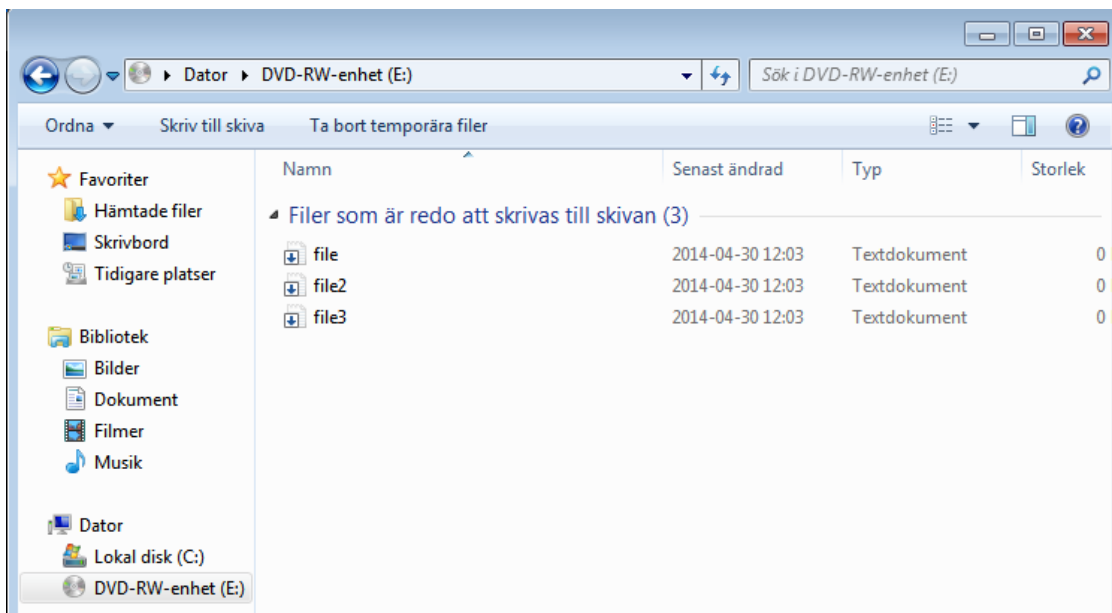 Dator DVD-RW-enhet (E:) Sök i DVD-RW-enhet (E:)
Ordna Skriv till skiva Ta bort temporära filer
Favoriter
Hämtade filer
Skrivbord
Tidigare platser
Bibliotek
Bilder
Dokument
Filmer
Musik
Dator
Lokal disk (C:)
DVD-RW-enhet (E:)
Namn Senast ändrad Typ Storlek
Filer som är redo att skrivas till skivan (3)
file 2014-04-30 12:03 Textdokument 0
file2 2014-04-30 12:03 Textdokument 0
file3 2014-04-30 12:03 Textdokument 0